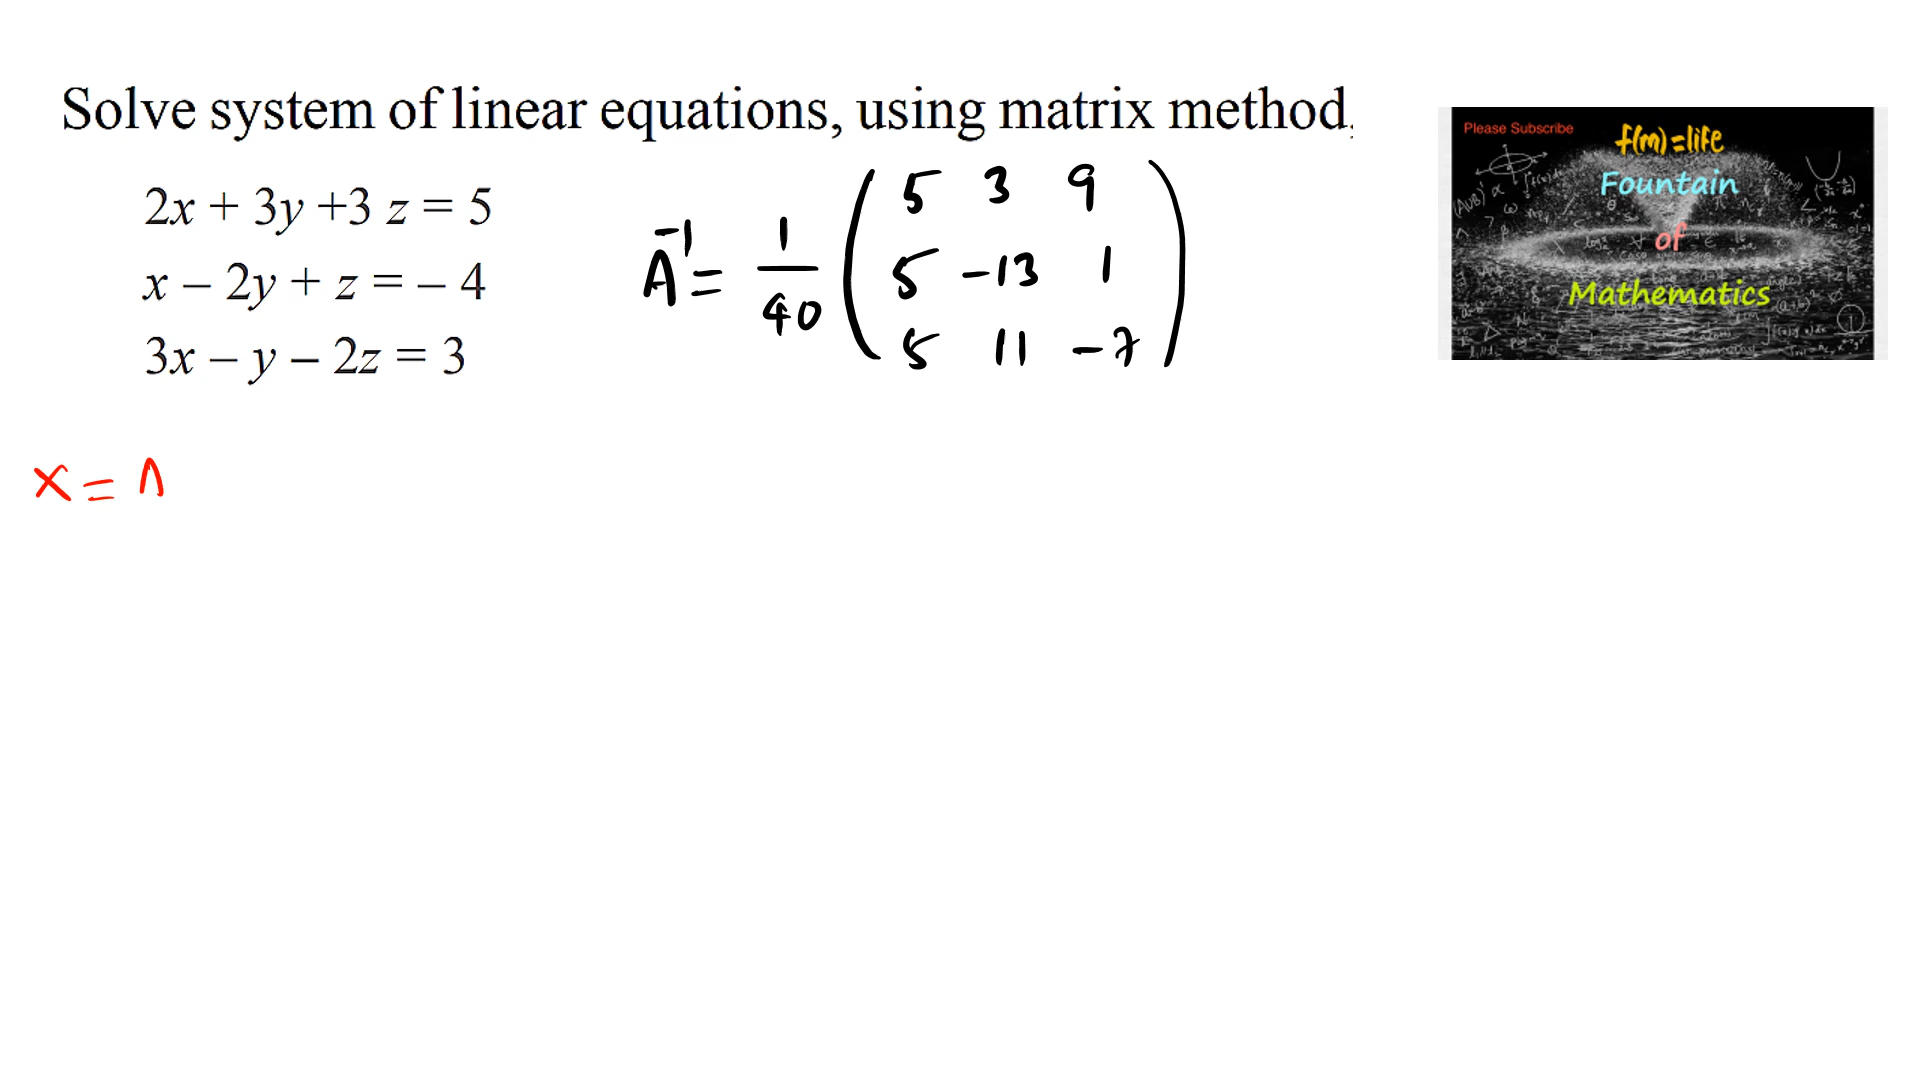 Solve system of linear equations, using matrix method,
2x + 3y +3 z = 5
x – 2y + z = – 4
3x – y – 2z = 3
A⁻¹ = 1/40 ( 5 3 9
5 -13 1
5 11 -7 )
x = A
Please Subscribe
f(m)=life
Fountain
of
Mathematics